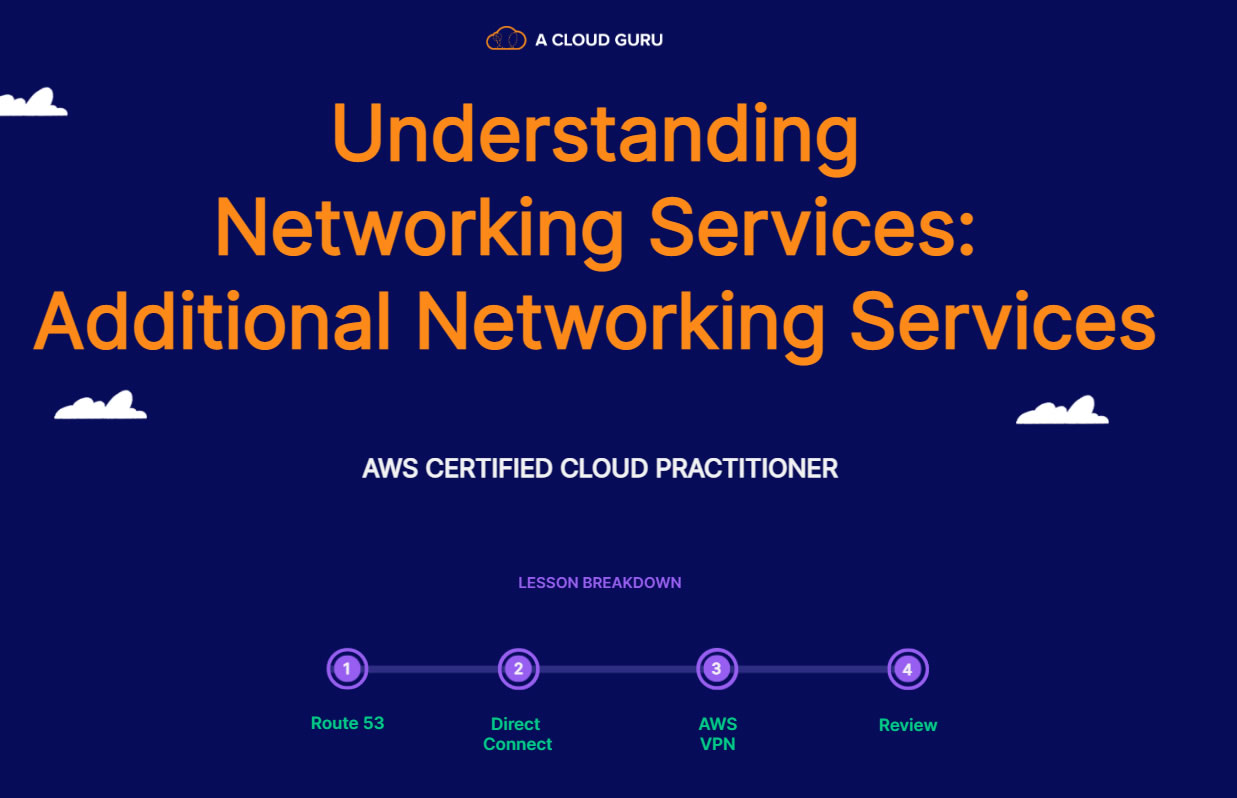 A CLOUD GURU
Understanding
Networking Services:
Additional Networking Services
AWS CERTIFIED CLOUD PRACTITIONER
LESSON BREAKDOWN
1
2
3
4
Route 53
Direct
Connect
AWS
VPN
Review